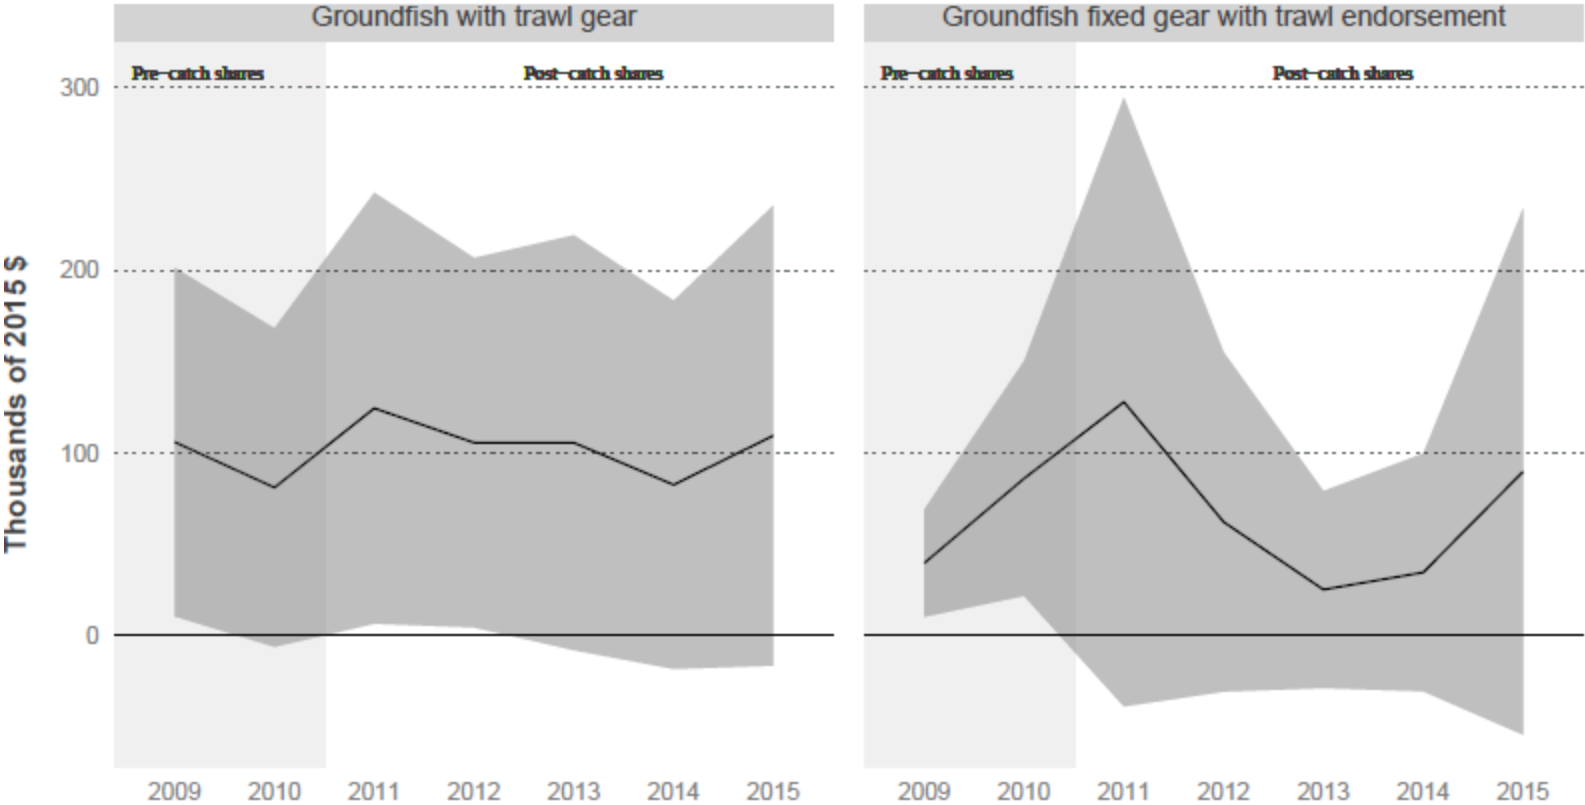 Groundfish with trawl gear
Groundfish fixed gear with trawl endorsement
Pre-catch shares
Post-catch shares
Pre-catch shares
Post-catch shares
300
200
100
0
Thousands of 2015 $
2009 2010 2011 2012 2013 2014 2015
2009 2010 2011 2012 2013 2014 2015